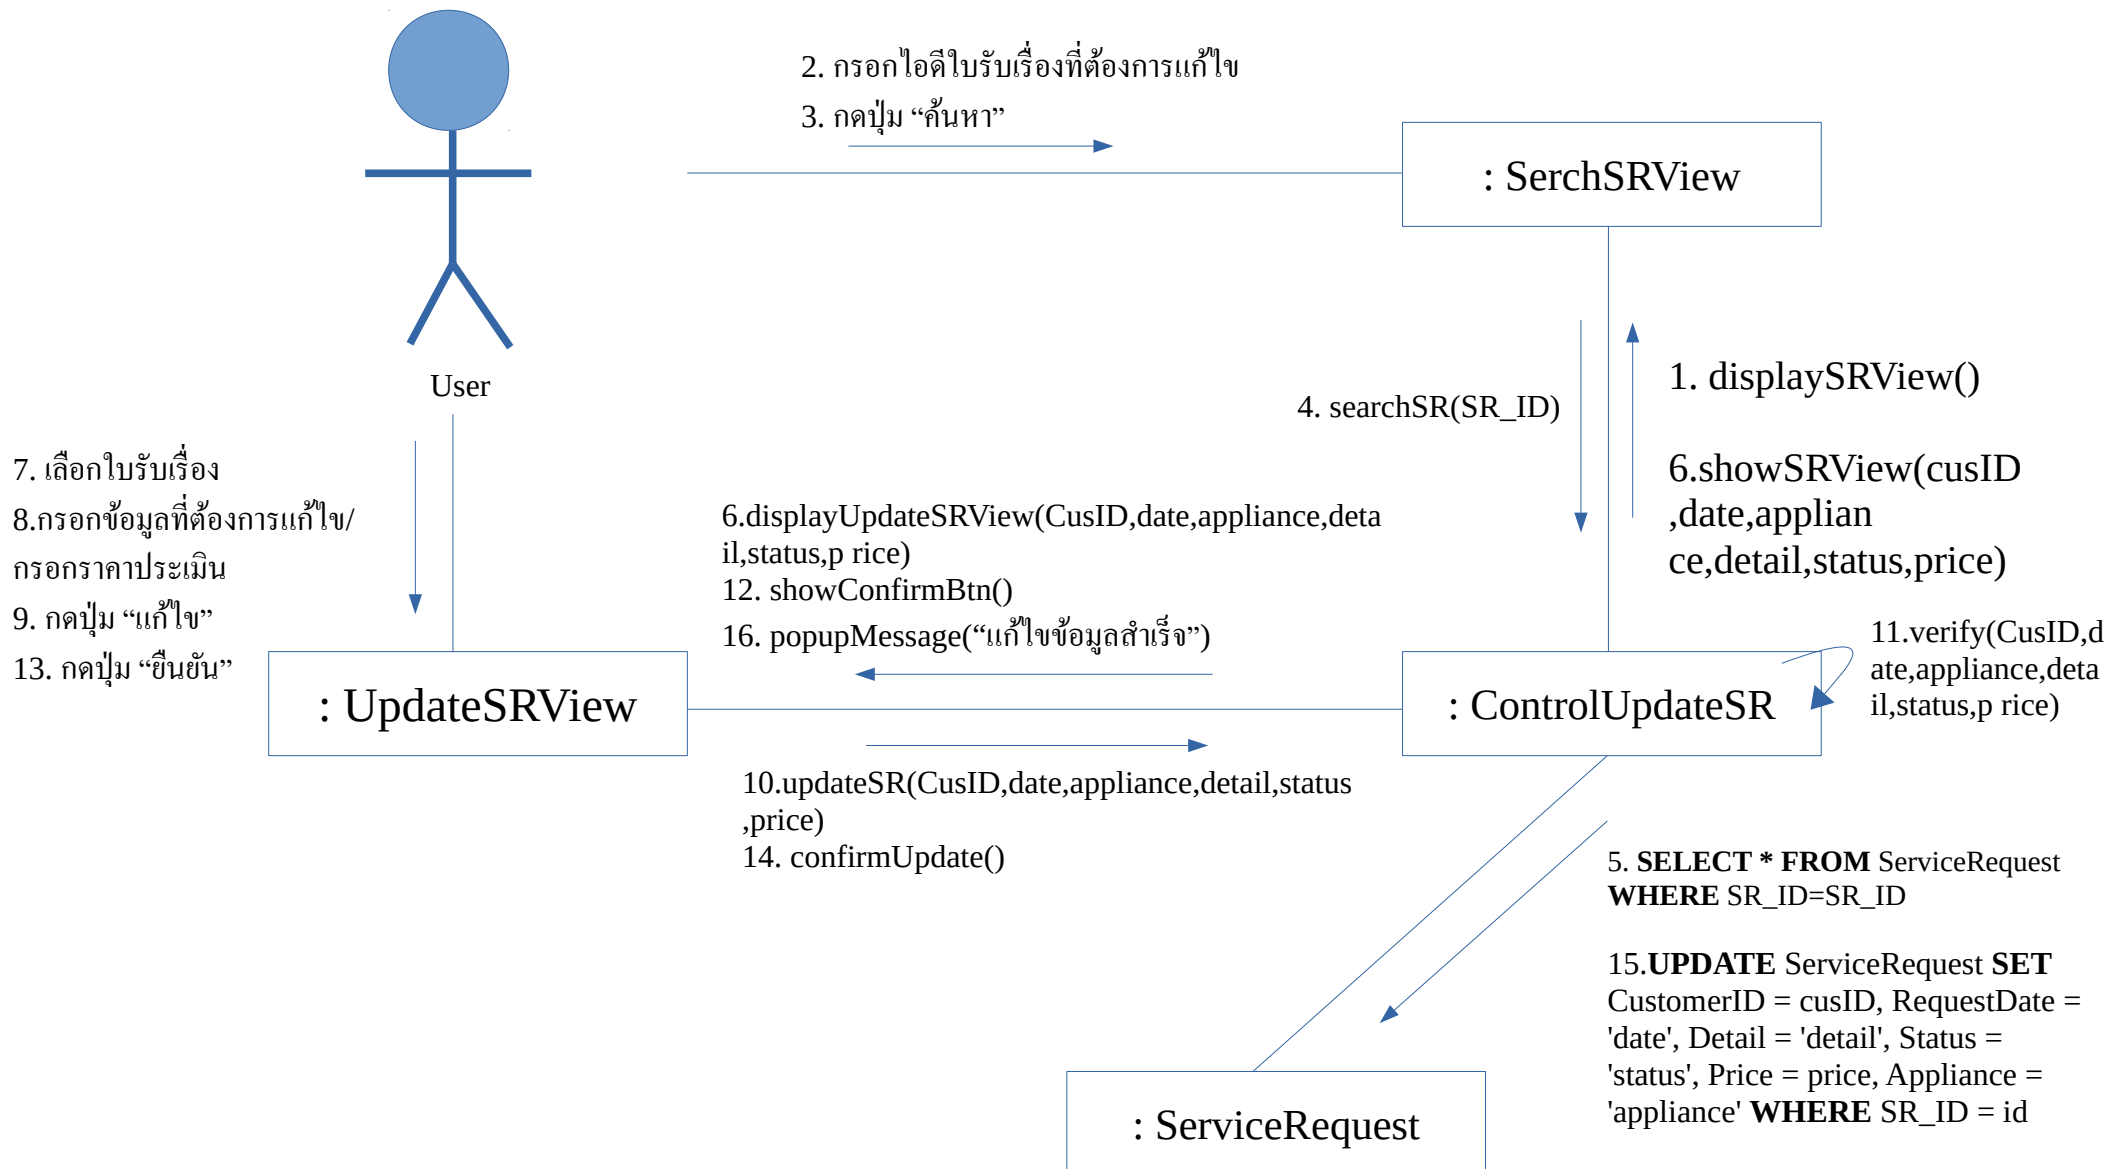 2. กรอกไอดีใบรับเรื่องที่ต้องการแก้ไข
3. กดปุ่ม “ค้นหา”
: SerchSRView
User
1. displaySRView()
4. searchSR(SR_ID)
6.showSRView(cusID
,date,applian
ce,detail,status,price)
7. เลือกใบรับเรื่อง
8.กรอกข้อมูลที่ต้องการแก้ไข/
กรอกราคาประเมิน
9. กดปุ่ม “แก้ไข”
13. กดปุ่ม “ยืนยัน”
6.displayUpdateSRView(CusID,date,appliance,deta
il,status,p rice)
12. showConfirmBtn()
16. popupMessage(“แก้ไขข้อมูลสำเร็จ”)
11.verify(CusID,d
ate,appliance,deta
il,status,p rice)
: UpdateSRView
: ControlUpdateSR
10.updateSR(CusID,date,appliance,detail,status
,price)
14. confirmUpdate()
5. SELECT * FROM ServiceRequest
WHERE SR_ID=SR_ID
15.UPDATE ServiceRequest SET
CustomerID = cusID, RequestDate =
'date', Detail = 'detail', Status =
'status', Price = price, Appliance =
'appliance' WHERE SR_ID = id
: ServiceRequest